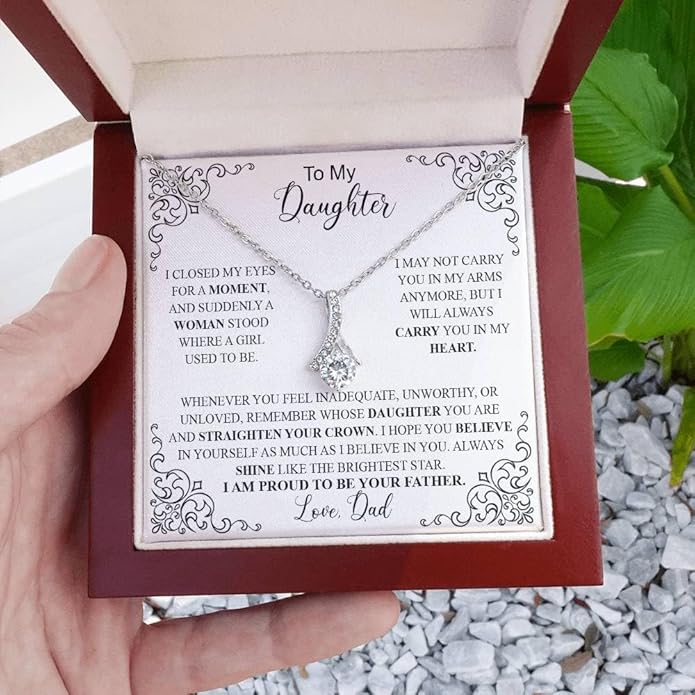 To My
Daughter
I CLOSED MY EYES
FOR A MOMENT,
AND SUDDENLY A
WOMAN STOOD
WHERE A GIRL
USED TO BE.
I MAY NOT CARRY
YOU IN MY ARMS
ANYMORE, BUT I
WILL ALWAYS
CARRY YOU IN MY
HEART.
WHENEVER YOU FEEL INADEQUATE, UNWORTHY, OR
UNLOVED, REMEMBER WHOSE DAUGHTER YOU ARE
AND STRAIGHTEN YOUR CROWN. I HOPE YOU BELIEVE
IN YOURSELF AS MUCH AS I BELIEVE IN YOU. ALWAYS
SHINE LIKE THE BRIGHTEST STAR.
I AM PROUD TO BE YOUR FATHER.
Love, Dad